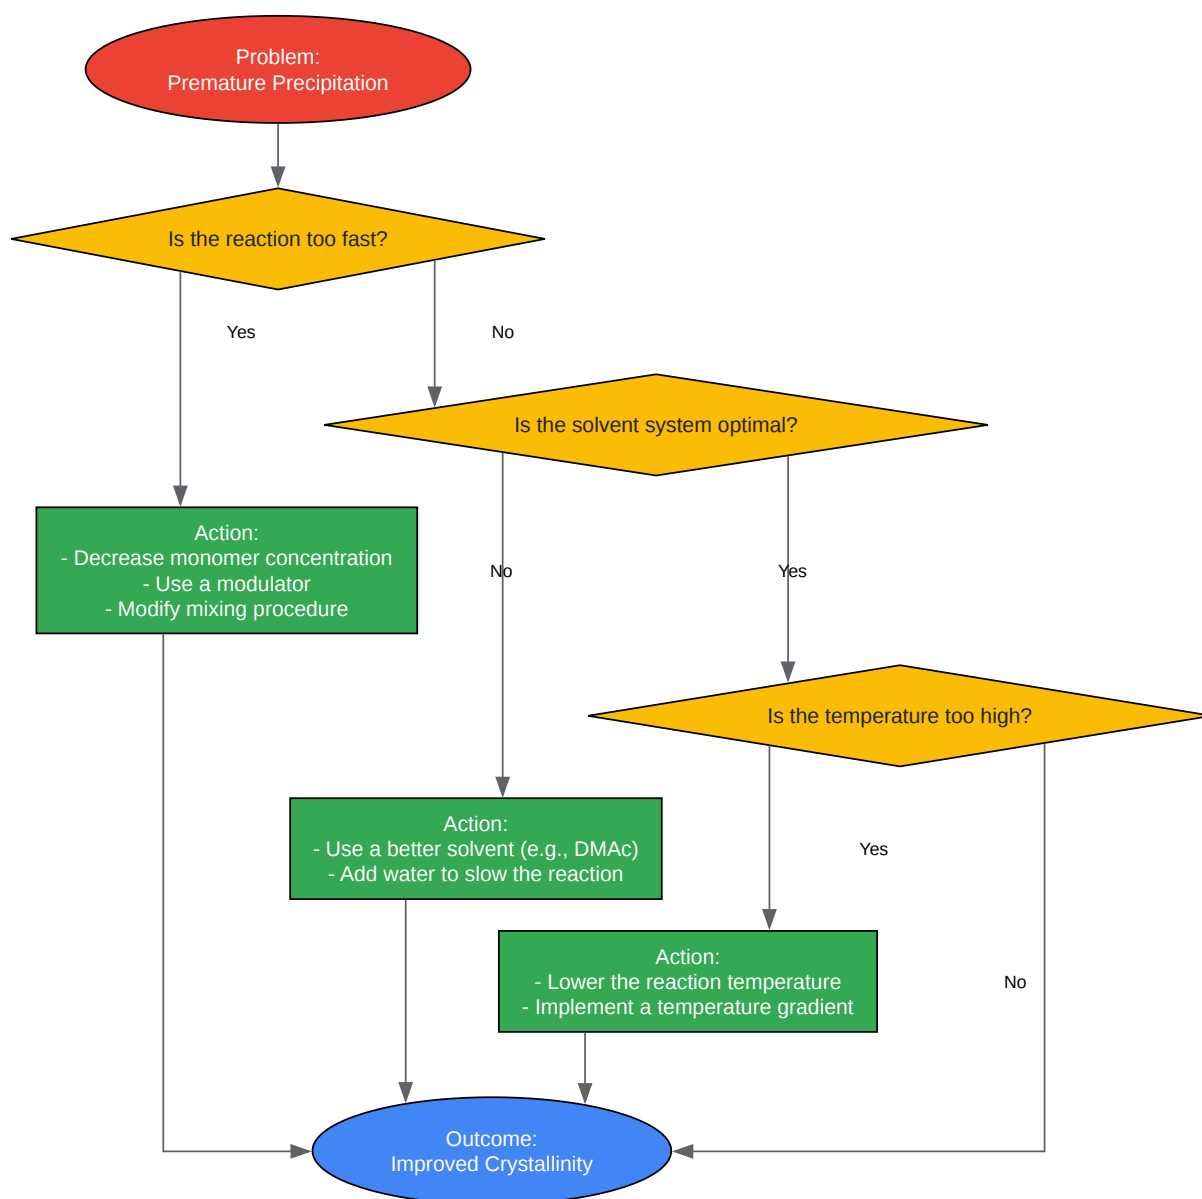 Problem:
Premature Precipitation
Is the reaction too fast?
Yes
No
Is the solvent system optimal?
Action:
- Decrease monomer concentration
- Use a modulator
- Modify mixing procedure
No
Yes
Is the temperature too high?
Action:
- Use a better solvent (e.g., DMAc)
- Add water to slow the reaction
Yes
Action:
- Lower the reaction temperature
- Implement a temperature gradient
No
Outcome:
Improved Crystallinity